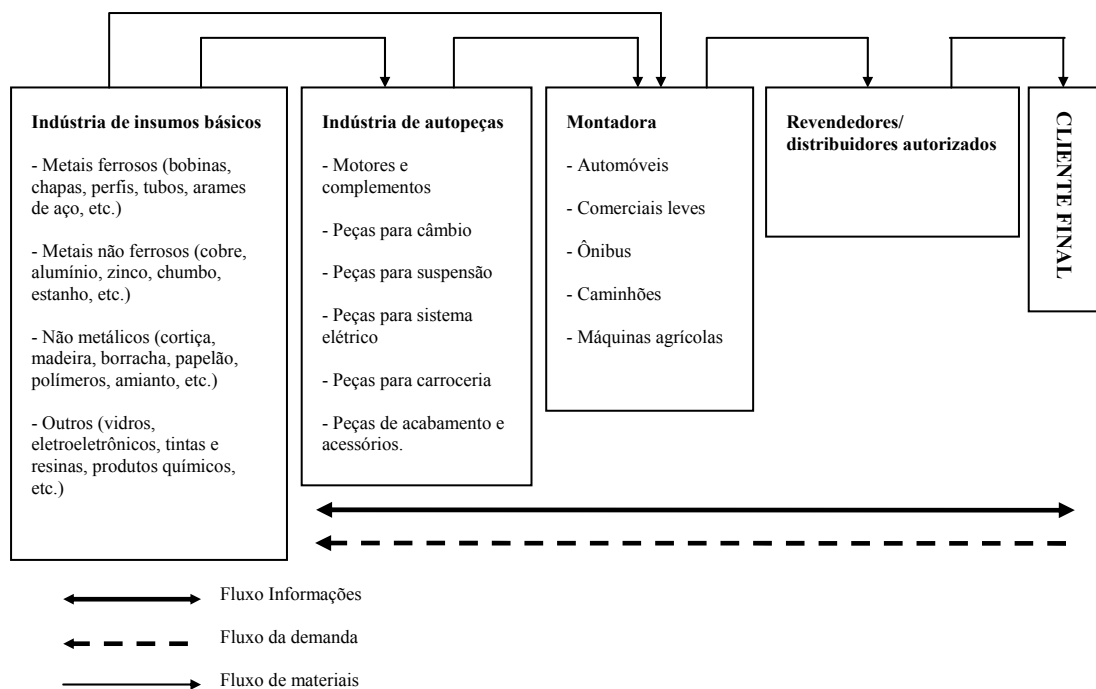 Indústria de insumos básicos
- Metais ferrosos (bobinas,
chapas, perfis, tubos, arames
de aço, etc.)
- Metais não ferrosos (cobre,
alumínio, zinco, chumbo,
estanho, etc.)
- Não metálicos (cortiça,
madeira, borracha, papelão,
polímeros, amianto, etc.)
- Outros (vidros,
eletroeletrônicos, tintas e
resinas, produtos químicos,
etc.)
Indústria de autopeças
- Motores e
complementos
- Peças para câmbio
- Peças para suspensão
- Peças para sistema
elétrico
- Peças para carroceria
- Peças de acabamento e
acessórios.
Montadora
- Automóveis
- Comerciais leves
- Ônibus
- Caminhões
- Máquinas agrícolas
Revendedores/
distribuidores autorizados
CLIENTE FINAL
Fluxo Informações
Fluxo da demanda
Fluxo de materiais